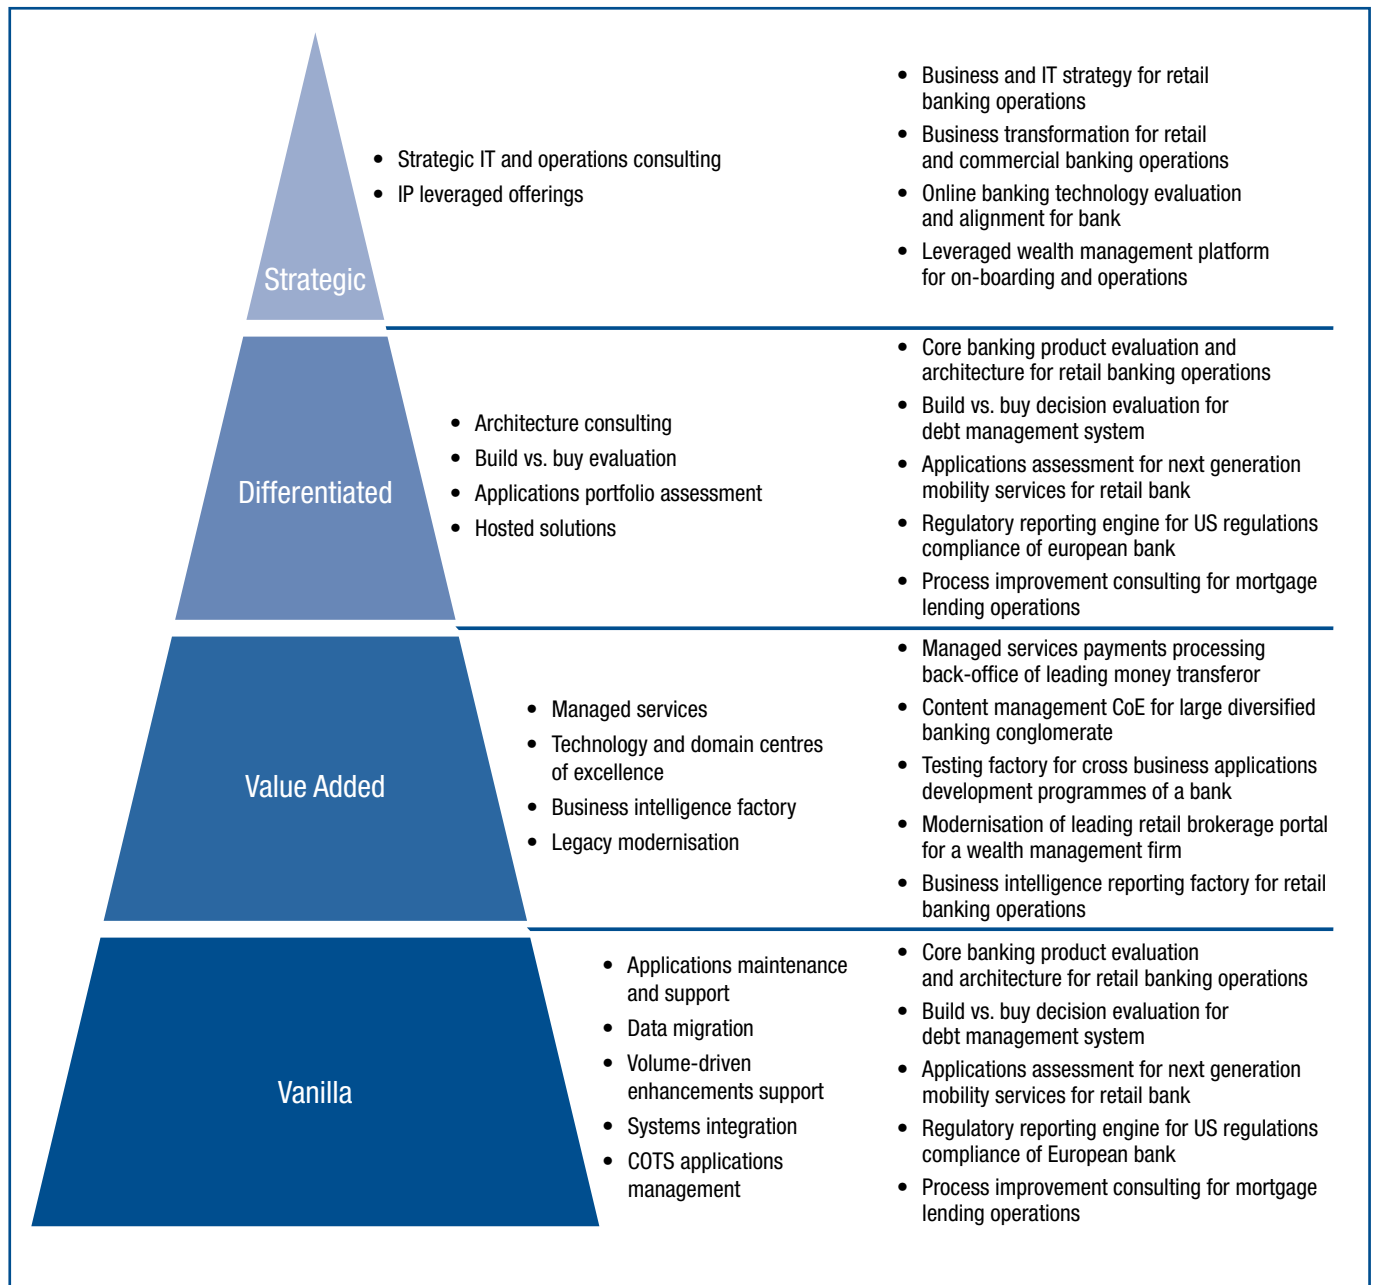 Strategic
• Strategic IT and operations consulting
• IP leveraged offerings
• Business and IT strategy for retail
banking operations
• Business transformation for retail
and commercial banking operations
• Online banking technology evaluation
and alignment for bank
• Leveraged wealth management platform
for on-boarding and operations
Differentiated
• Architecture consulting
• Build vs. buy evaluation
• Applications portfolio assessment
• Hosted solutions
• Core banking product evaluation and
architecture for retail banking operations
• Build vs. buy decision evaluation for
debt management system
• Applications assessment for next generation
mobility services for retail bank
• Regulatory reporting engine for US regulations
compliance of european bank
• Process improvement consulting for mortgage
lending operations
Value Added
• Managed services
• Technology and domain centres
of excellence
• Business intelligence factory
• Legacy modernisation
• Managed services payments processing
back-office of leading money transferor
• Content management CoE for large diversified
banking conglomerate
• Testing factory for cross business applications
development programmes of a bank
• Modernisation of leading retail brokerage portal
for a wealth management firm
• Business intelligence reporting factory for retail
banking operations
Vanilla
• Applications maintenance
and support
• Data migration
• Volume-driven
enhancements support
• Systems integration
• COTS applications
management
• Core banking product evaluation
and architecture for retail banking operations
• Build vs. buy decision evaluation for
debt management system
• Applications assessment for next generation
mobility services for retail bank
• Regulatory reporting engine for US regulations
compliance of European bank
• Process improvement consulting for mortgage
lending operations